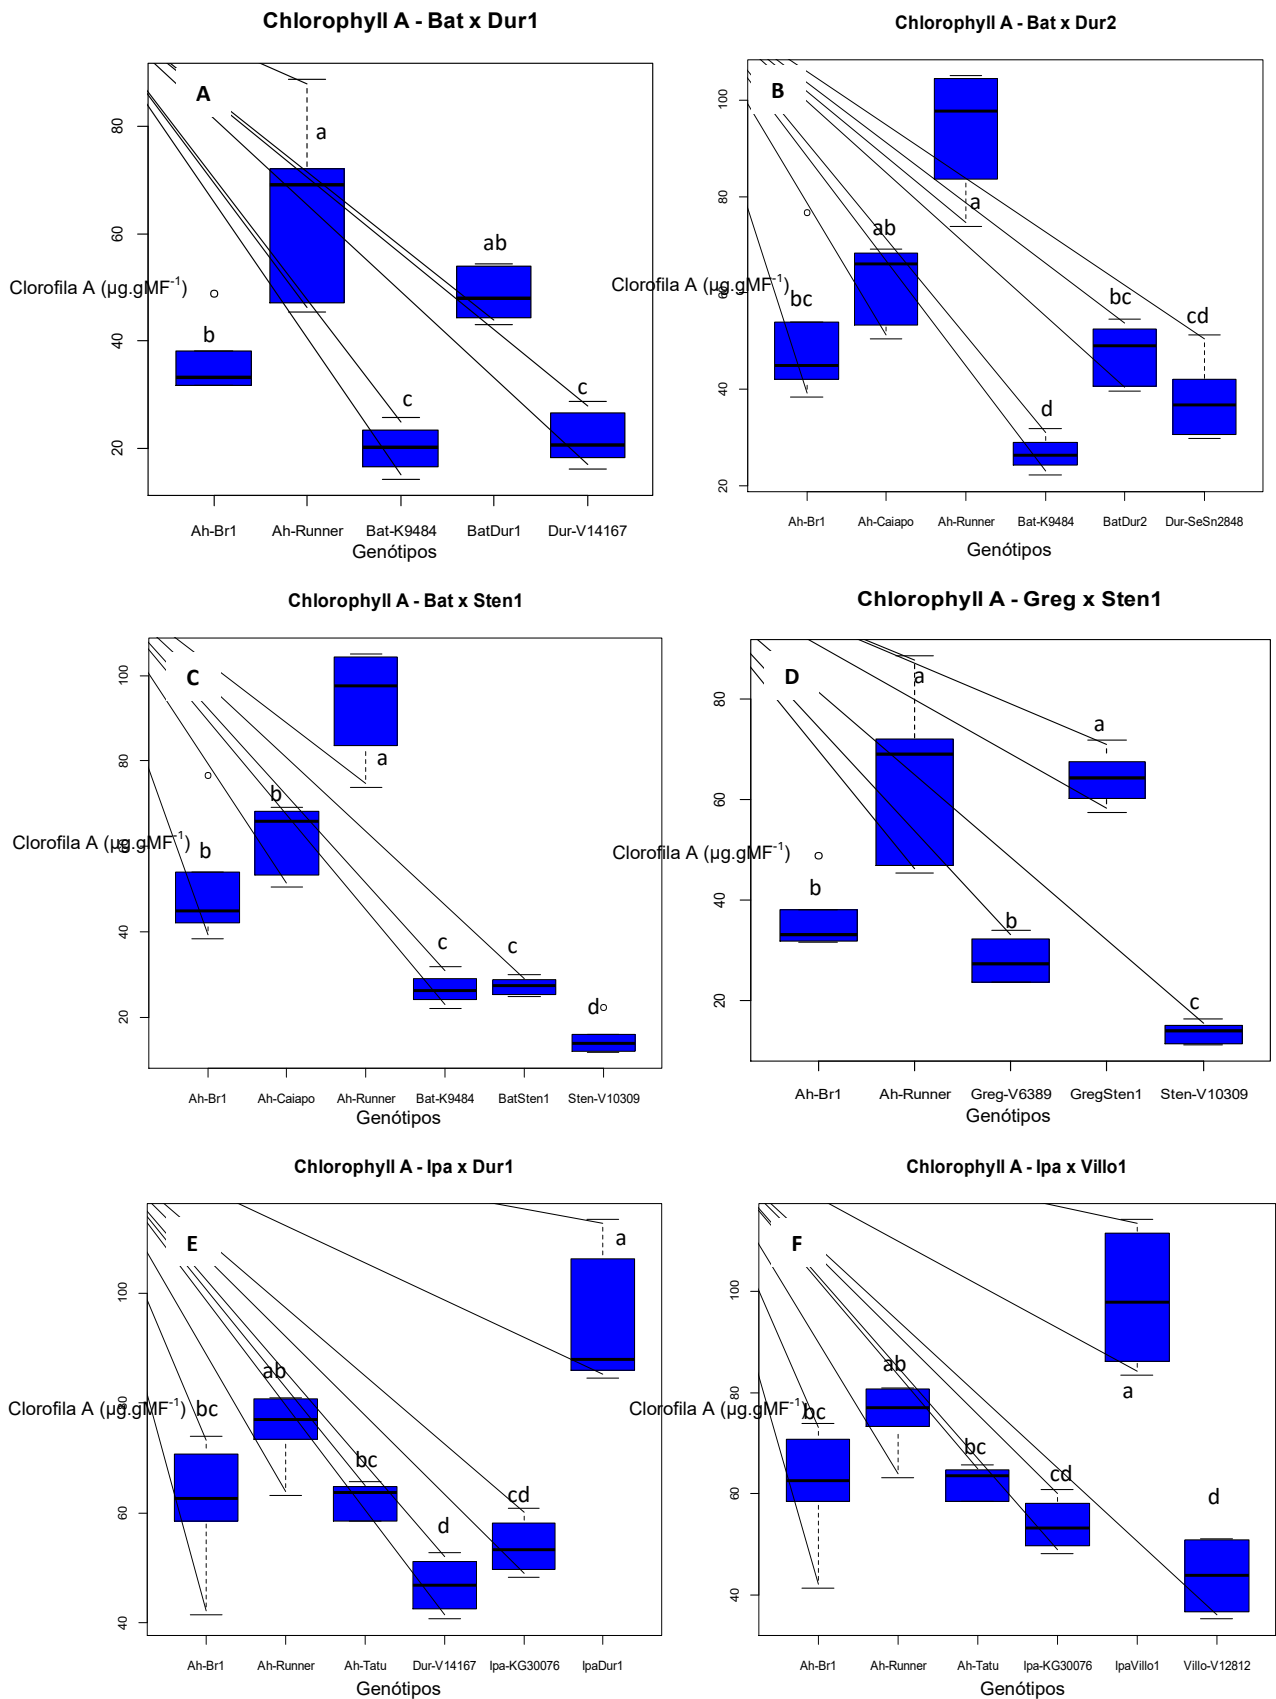 Chlorophyll A - Bat x Dur1
A
80
60
40
20
Clorofila A (µg.gMF-1)
b
a
c
ab
c
Ah-Br1 Ah-Runner Bat-K9484 BatDur1 Dur-V14167
Genótipos
Chlorophyll A - Bat x Dur2
B
100
80
60
40
20
Clorofila A (µg.gMF-1)
bc
ab
a
d
bc
cd
Ah-Br1 Ah-Caiapo Ah-Runner Bat-K9484 BatDur2 Dur-SeSn2848
Genótipos
Chlorophyll A - Bat x Sten1
C
100
80
60
40
20
Clorofila A (µg.gMF-1)
b
b
a
c
c
d
Ah-Br1 Ah-Caiapo Ah-Runner Bat-K9484 BatSten1 Sten-V10309
Genótipos
Chlorophyll A - Greg x Sten1
D
80
60
40
20
Clorofila A (µg.gMF-1)
b
a
b
a
c
Ah-Br1 Ah-Runner Greg-V6389 GregSten1 Sten-V10309
Genótipos
Chlorophyll A - Ipa x Dur1
E
100
80
60
40
Clorofila A (µg.gMF-1)
bc
ab
bc
d
cd
a
Ah-Br1 Ah-Runner Ah-Tatu Dur-V14167 Ipa-KG30076 IpaDur1
Genótipos
Chlorophyll A - Ipa x Villo1
F
100
80
60
40
Clorofila A (µg.gMF-1)
bc
ab
bc
cd
a
d
Ah-Br1 Ah-Runner Ah-Tatu Ipa-KG30076 IpaVillo1 Villo-V12812
Genótipos